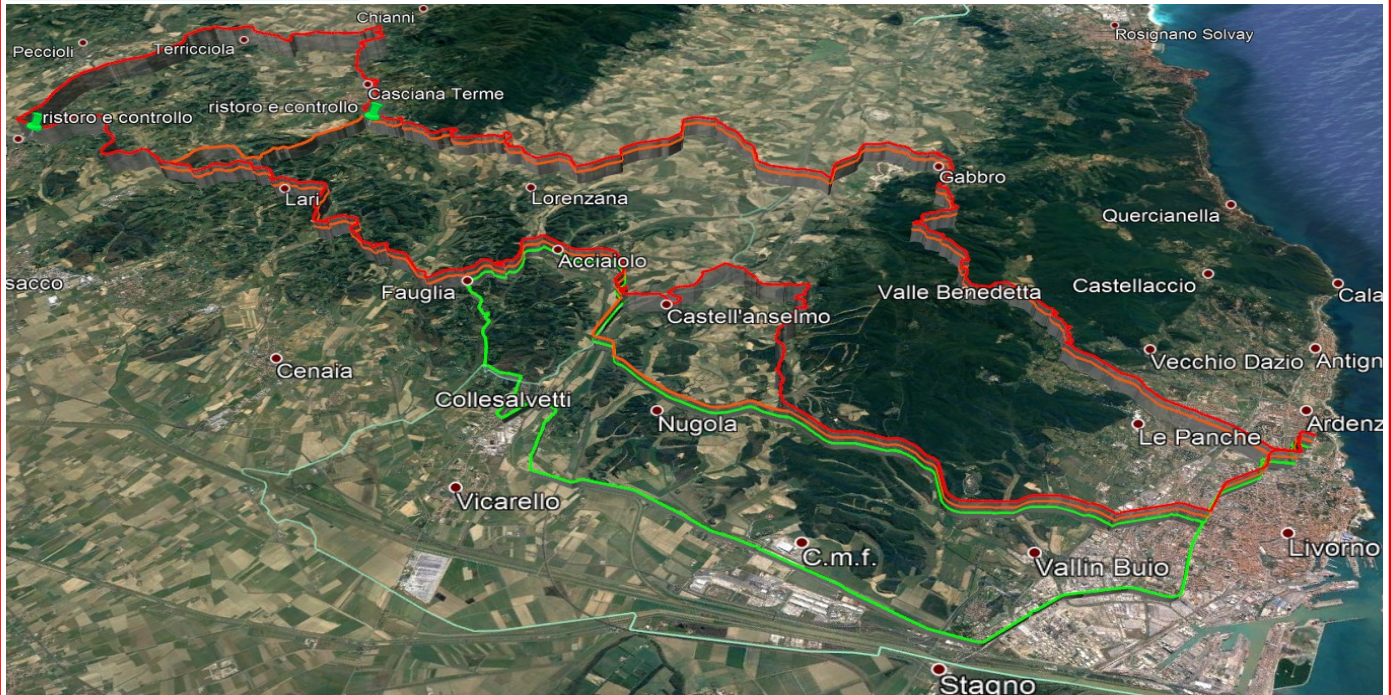 Chianni
Rosignano Solvay
Peccioli
Terricciola
Casciana Terme
ristoro e controllo
ristoro e controllo
Gabbro
Lari
Lorenzana
Quercianella
Acciaiolo
sacco
Fauglia
Valle Benedetta
Castellaccio
Cala
Castell'anselmo
Cenaia
Vecchio Dazio
Antign
Collesalvetti
Nugola
Le Panche
Ardenz
Vicarello
C.m.f.
Vallin Buio
Livorno
Stagno